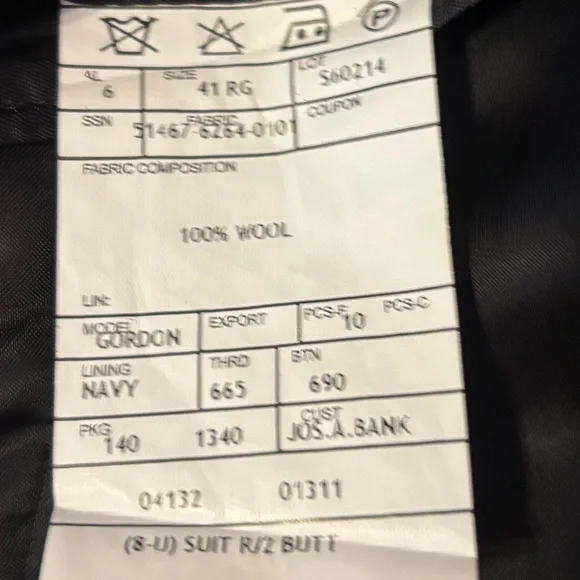 P
AL SIZE LOT
6 41 RG S60214
SSN FABRIC COUPON
51467-6264-0101
FABRIC COMPOSITION
100% WOOL
LIN:
MODEL EXPORT PCS-F PCS-C
GORDON 10
LINING THRD BTN
NAVY 665 690
PKG CUST
140 1340 JOS.A.BANK
04132 01311
(8-U) SUIT R/2 BUTT